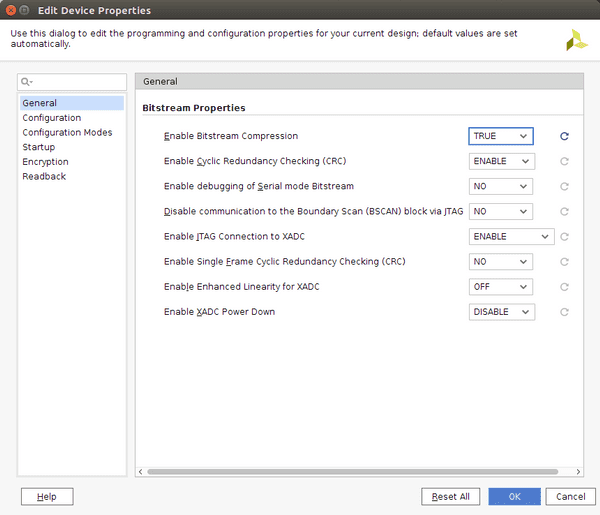 Edit Device Properties
Use this dialog to edit the programming and configuration properties for your current design; default values are set
automatically.
General
Configuration
Configuration Modes
Startup
Encryption
Readback
General
Bitstream Properties
Enable Bitstream Compression TRUE
Enable Cyclic Redundancy Checking (CRC) ENABLE
Enable debugging of Serial mode Bitstream NO
Disable communication to the Boundary Scan (BSCAN) block via JTAG NO
Enable JTAG Connection to XADC ENABLE
Enable Single Frame Cyclic Redundancy Checking (CRC) NO
Enable Enhanced Linearity for XADC OFF
Enable XADC Power Down DISABLE
Help Reset All OK Cancel